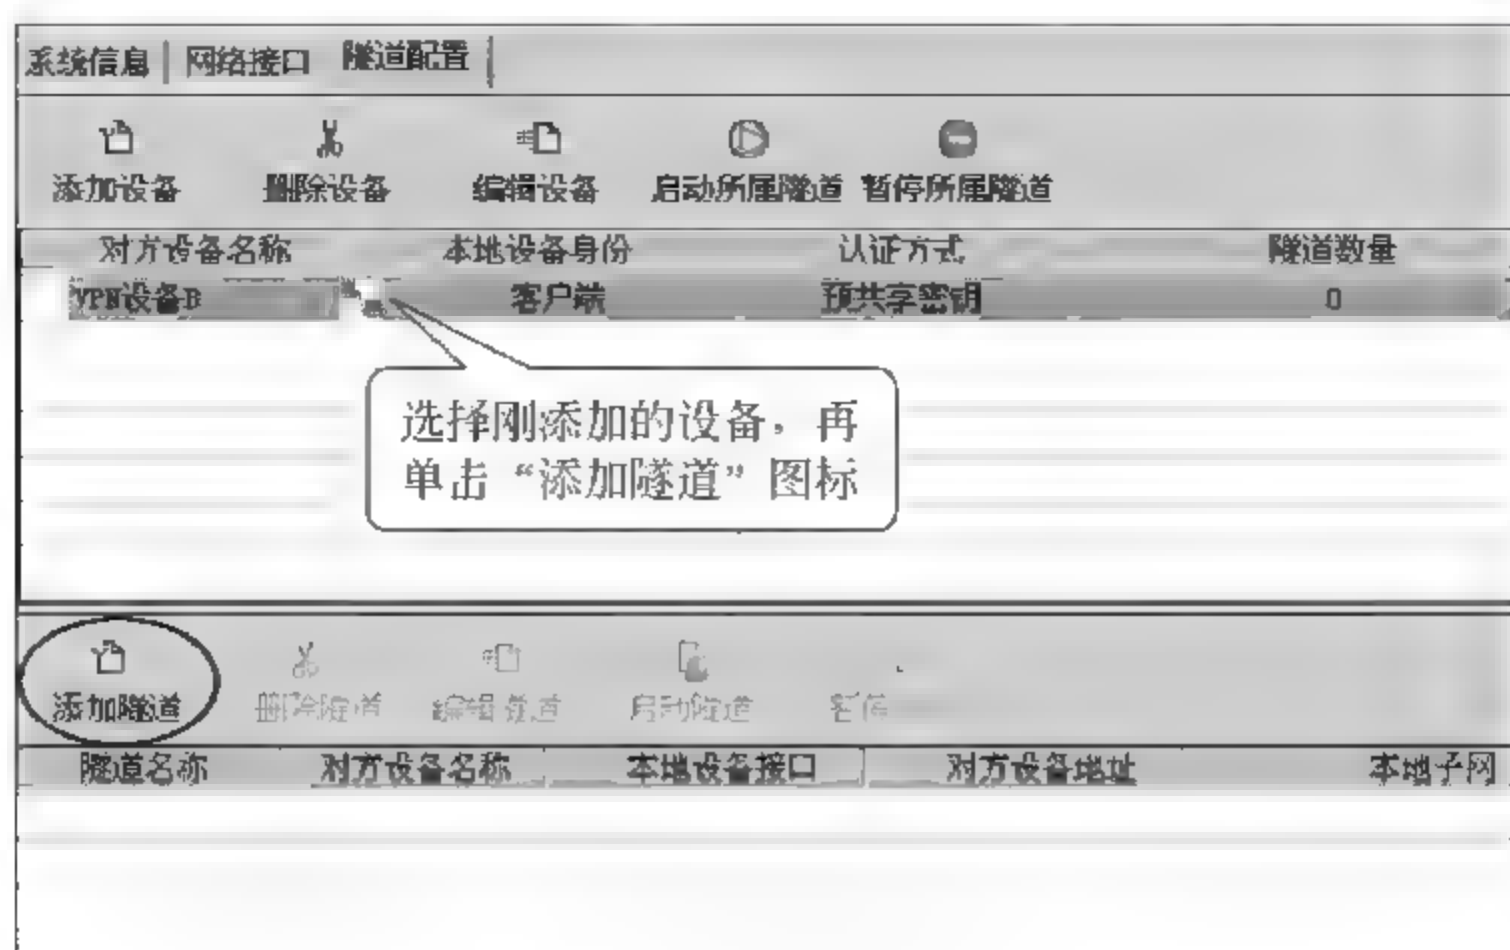 系统信息 网络接口 隧道配置
添加设备 删除设备 编辑设备 启动所属隧道 暂停所属隧道
对方设备名称 本地设备身份 认证方式 隧道数量
VPN设备B 客户端 预共享密钥 0
选择刚添加的设备，再
单击“添加隧道”图标
添加隧道 删除隧道 编辑隧道 启动隧道 暂停
隧道名称 对方设备名称 本地设备接口 对方设备地址 本地子网